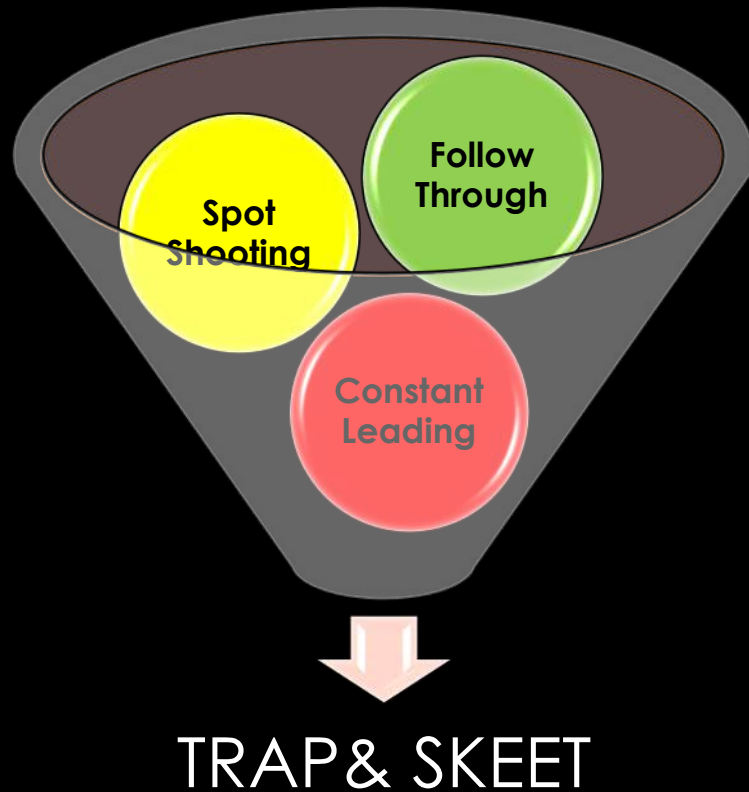 Follow
Through
Spot
Shooting
Constant
Leading
TRAP& SKEET